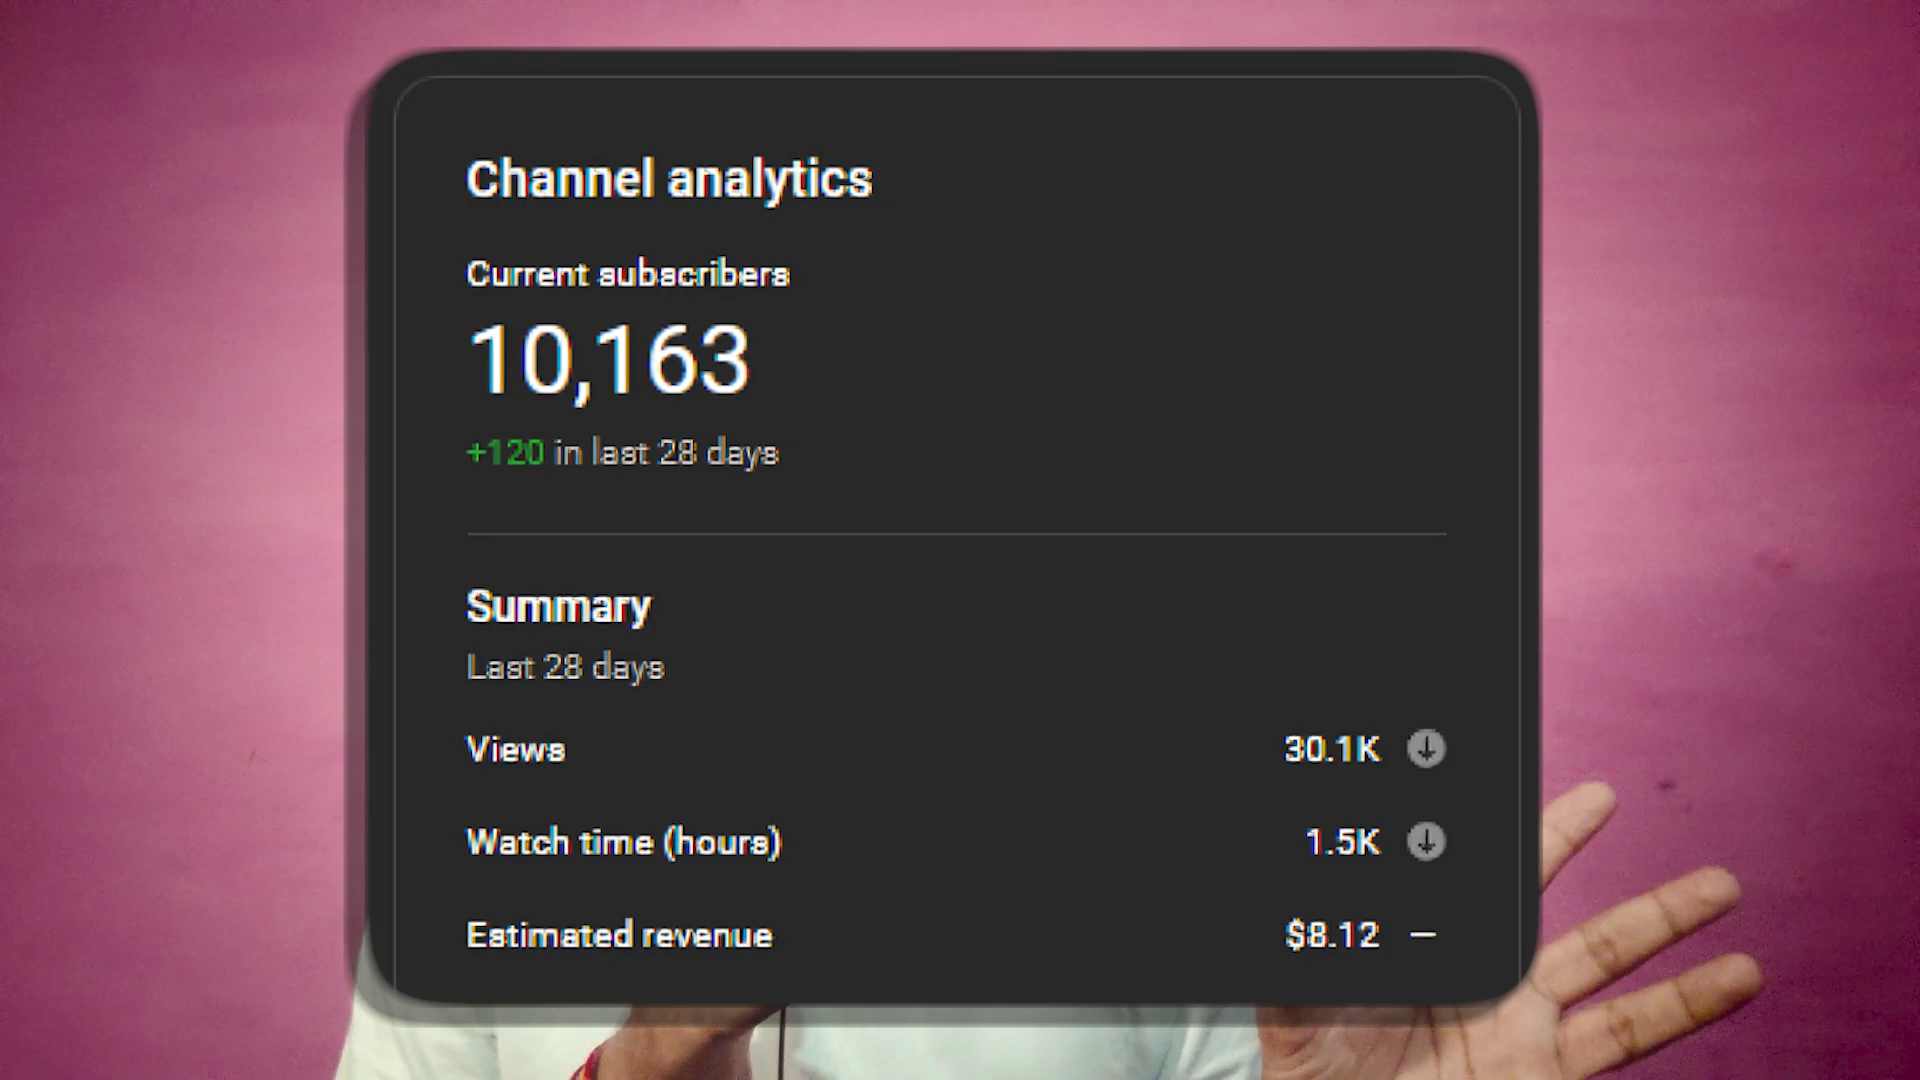 Channel analytics
Current subscribers
10,163
+120 in last 28 days
Summary
Last 28 days
Views 30.1K
Watch time (hours) 1.5K
Estimated revenue $8.12 —